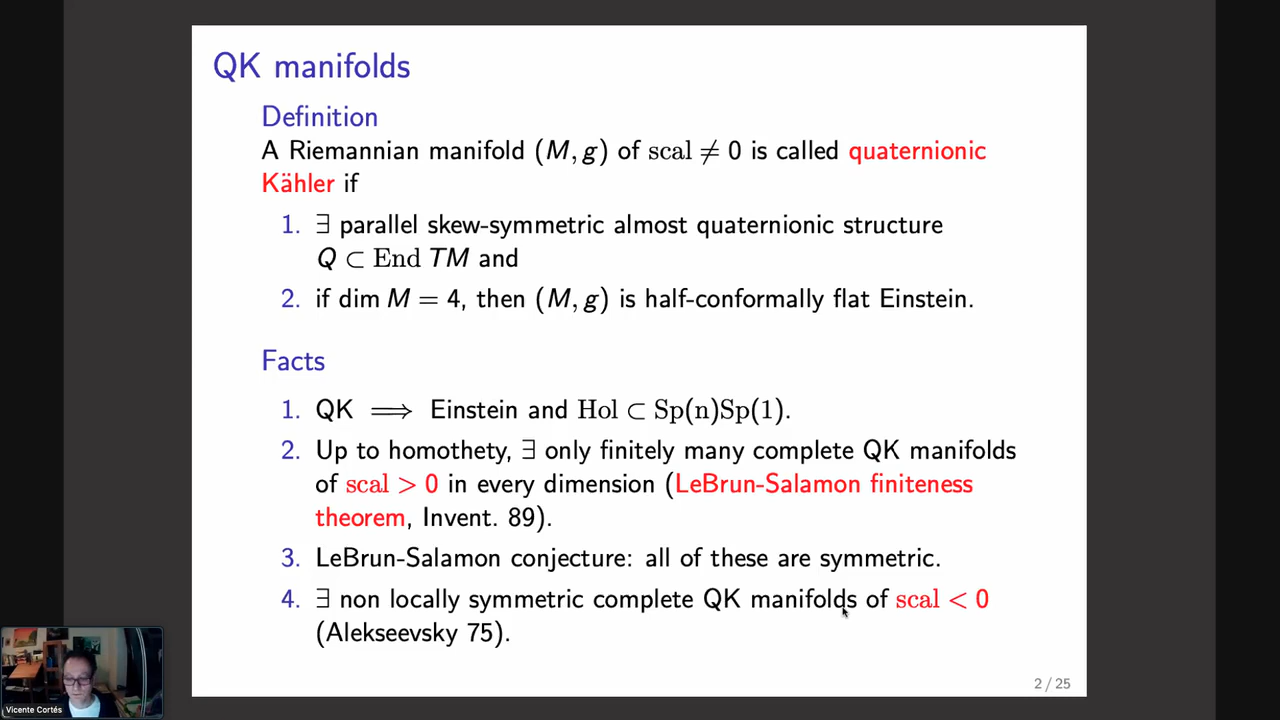 QK manifolds
Definition
A Riemannian manifold (M, g) of scal ≠ 0 is called quaternionic
Kähler if
1. ∃ parallel skew-symmetric almost quaternionic structure
Q ⊂ End TM and
2. if dim M = 4, then (M, g) is half-conformally flat Einstein.
Facts
1. QK ⟹ Einstein and Hol ⊂ Sp(n)Sp(1).
2. Up to homothety, ∃ only finitely many complete QK manifolds
of scal > 0 in every dimension (LeBrun-Salamon finiteness
theorem, Invent. 89).
3. LeBrun-Salamon conjecture: all of these are symmetric.
4. ∃ non locally symmetric complete QK manifolds of scal < 0
(Alekseevsky 75).
2 / 25
Vicente Cortés